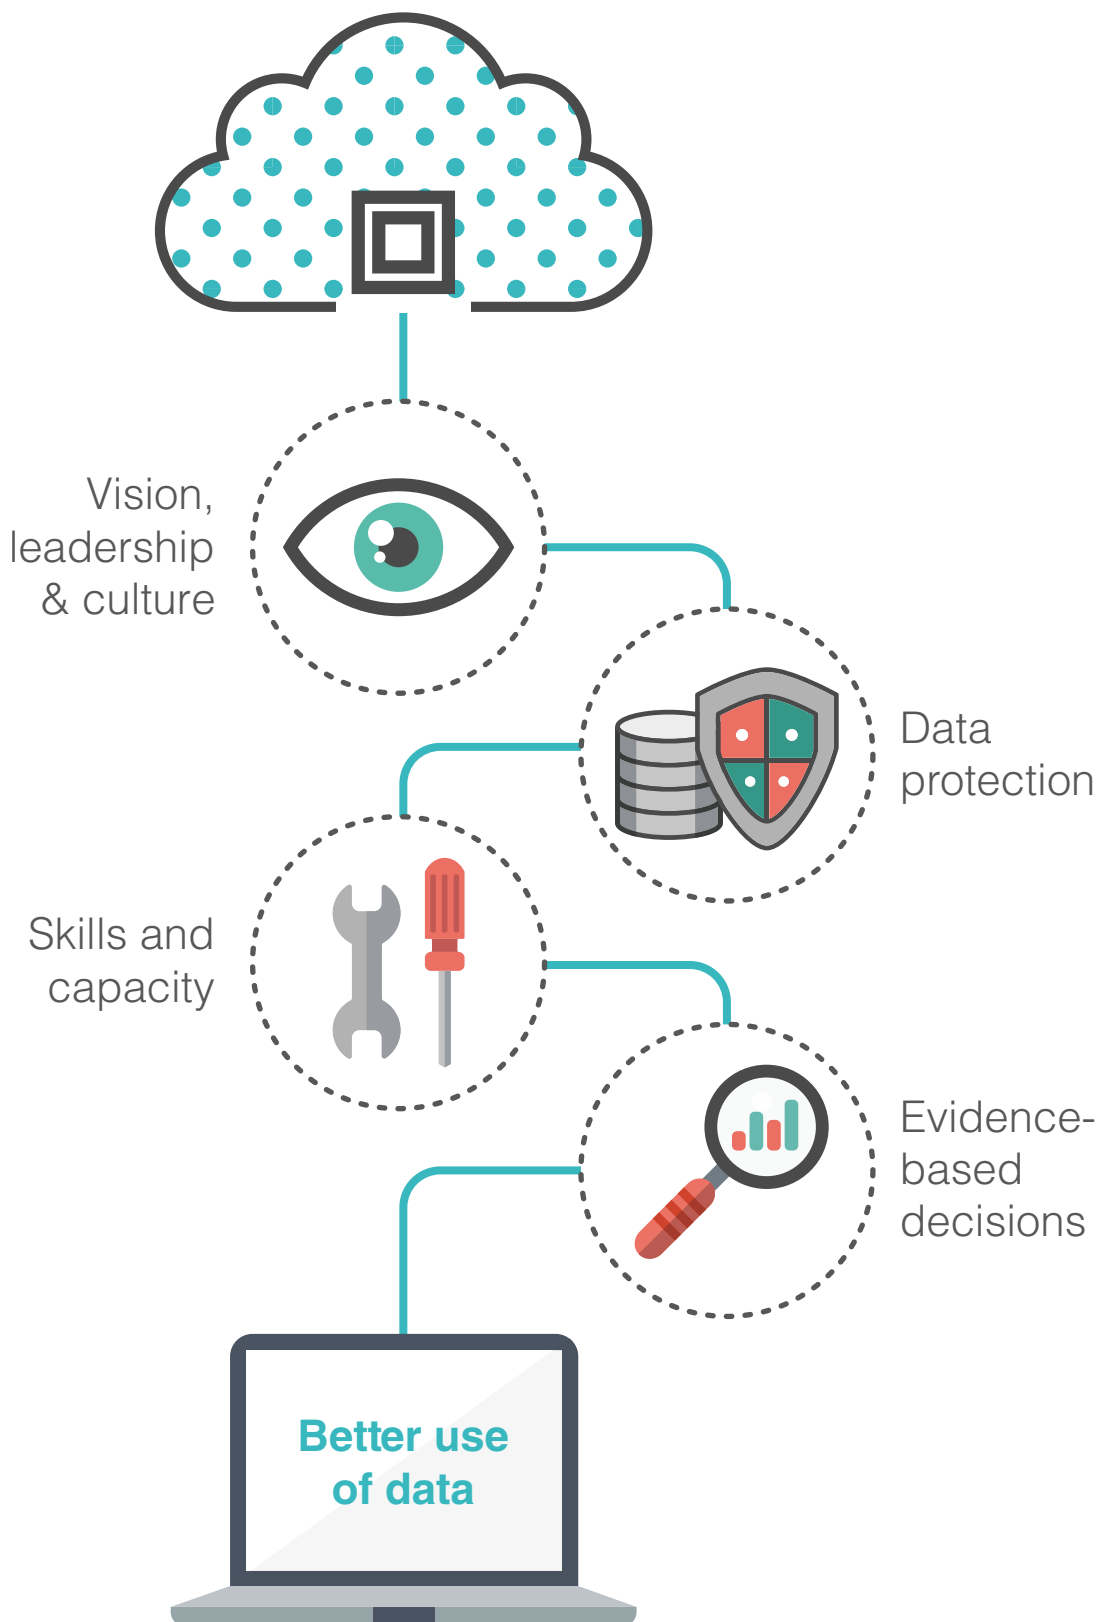 Vision,
leadership
& culture
Data
protection
Skills and
capacity
Evidence-
based
decisions
Better use
of data